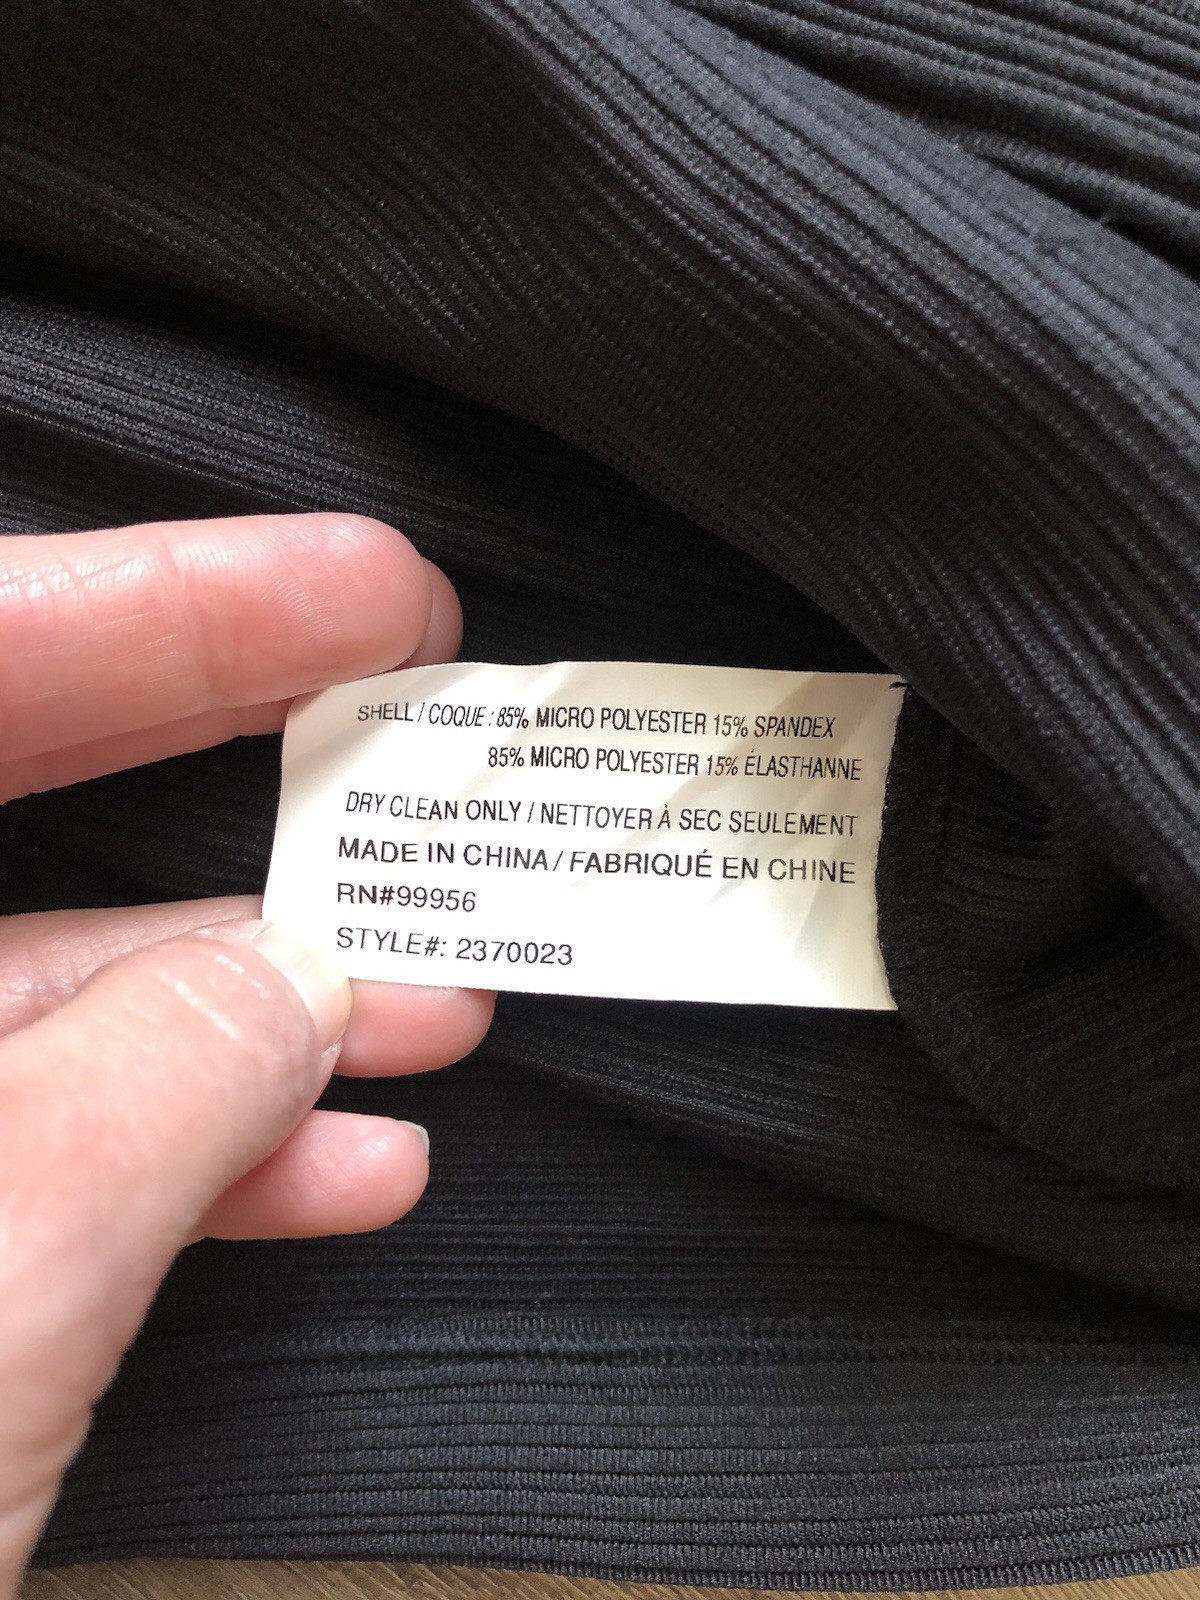 SHELL / COQUE : 85% MICRO POLYESTER 15% SPANDEX
85% MICRO POLYESTER 15% ÉLASTHANNE
DRY CLEAN ONLY / NETTOYER À SEC SEULEMENT
MADE IN CHINA / FABRIQUÉ EN CHINE
RN#99956
STYLE#: 2370023